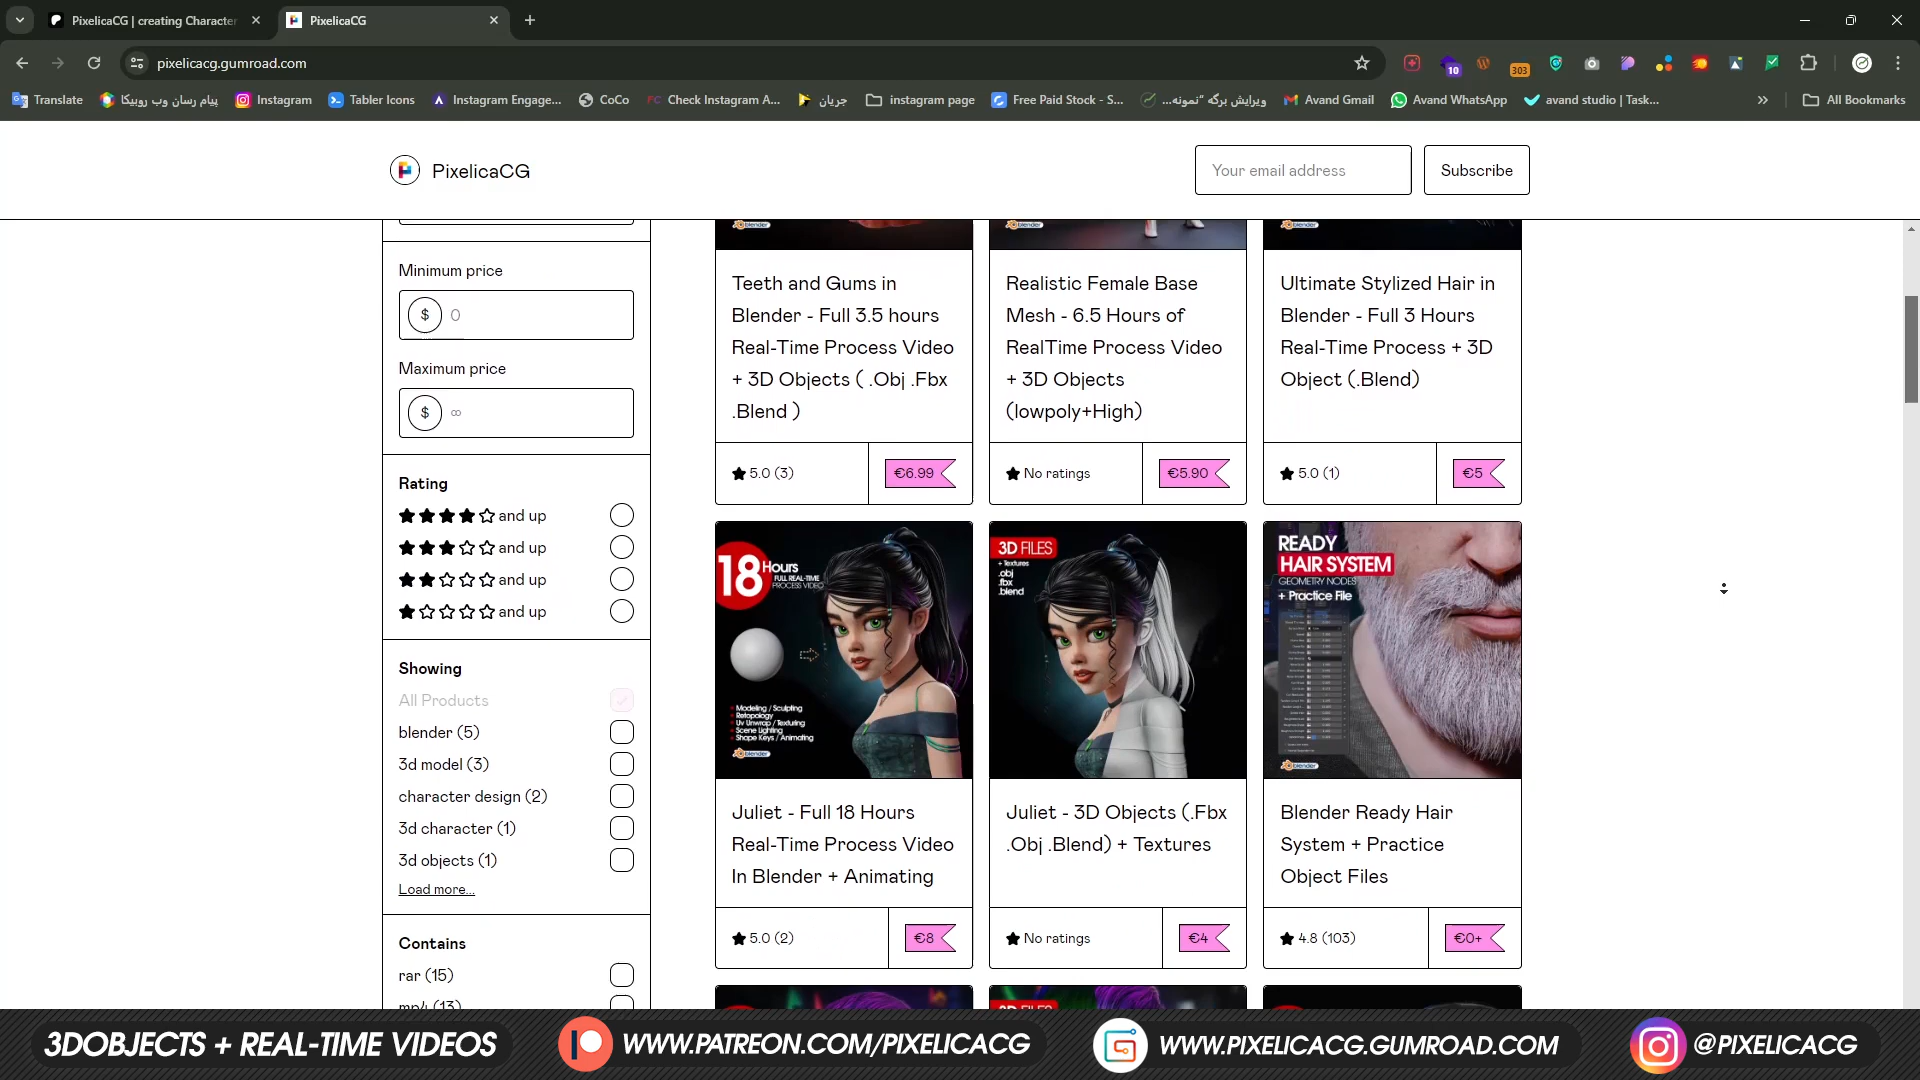 PixelicaCG | creating Character
PixelicaCG
pixelicacg.gumroad.com
10
303
Translate
پیام رسان وب روبیکا
Instagram
Tabler Icons
Instagram Engage...
CoCo
Check Instagram A...
جریان
instagram page
Free Paid Stock - S...
ویرایش برگه “نمونه...
Avand Gmail
Avand WhatsApp
avand studio | Task...
All Bookmarks
PixelicaCG
Your email address
Subscribe
Minimum price
$ 0
Maximum price
$ ∞
Rating
and up
and up
and up
and up
Showing
All Products
blender (5)
3d model (3)
character design (2)
3d character (1)
3d objects (1)
Load more...
Contains
rar (15)
mp4 (13)
blender
Teeth and Gums in
Blender - Full 3.5 hours
Real-Time Process Video
+ 3D Objects ( .Obj .Fbx
.Blend )
5.0 (3)
€6.99
blender
Realistic Female Base
Mesh - 6.5 Hours of
RealTime Process Video
+ 3D Objects
(lowpoly+High)
No ratings
€5.90
blender
Ultimate Stylized Hair in
Blender - Full 3 Hours
Real-Time Process + 3D
Object (.Blend)
5.0 (1)
€5
18 Hours
FULL REAL-TIME
PROCESS VIDEO
Modeling / Sculpting
Retopology
Uv Unwrap / Texturing
Scene Lighting
Shape Keys / Animating
blender
Juliet - Full 18 Hours
Real-Time Process Video
In Blender + Animating
5.0 (2)
€8
3D FILES
+ Textures
.obj
.fbx
.blend
Juliet - 3D Objects (.Fbx
.Obj .Blend) + Textures
No ratings
€4
READY
HAIR SYSTEM
GEOMETRY NODES
+ Practice File
blender
Blender Ready Hair
System + Practice
Object Files
4.8 (103)
€0+
3D FILES
3DOBJECTS + REAL-TIME VIDEOS
WWW.PATREON.COM/PIXELICACG
WWW.PIXELICACG.GUMROAD.COM
@PIXELICACG